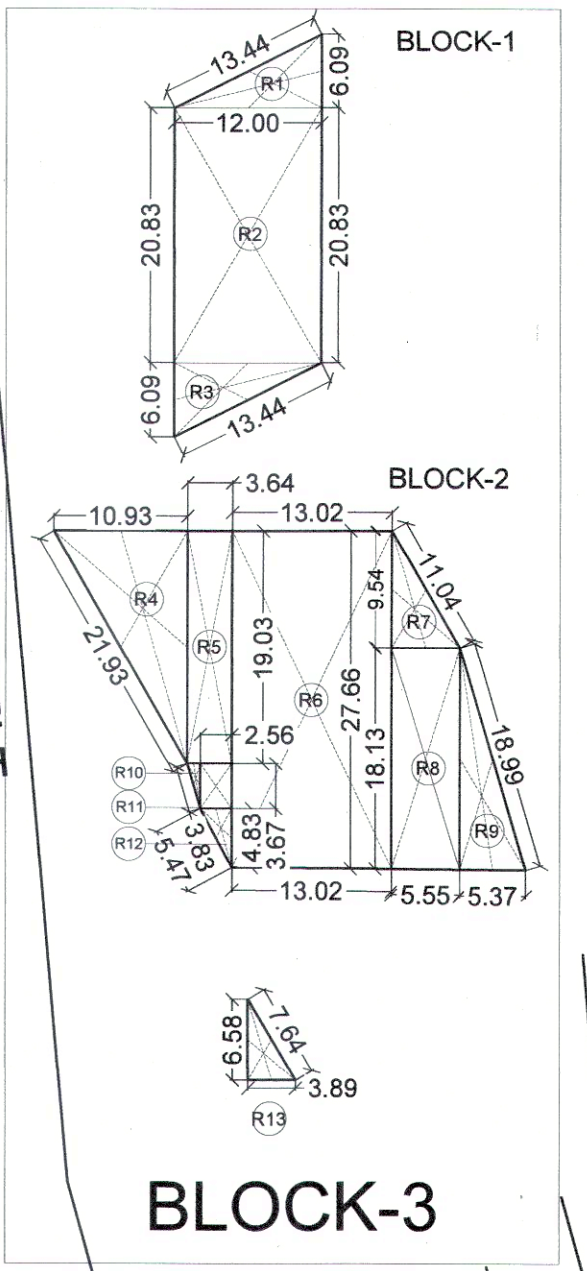 BLOCK-1
13.44
6.09
R1
12.00
20.83
R2
20.83
6.09
R3
13.44
BLOCK-2
3.64
10.93
13.02
R4
21.93
R5
19.03
R6
27.66
9.54
11.04
R7
18.13
R8
18.99
R9
2.56
R10
R11
R12
3.83
5.47
4.83
3.67
13.02
5.55
5.37
6.58
7.64
3.89
R13
BLOCK-3